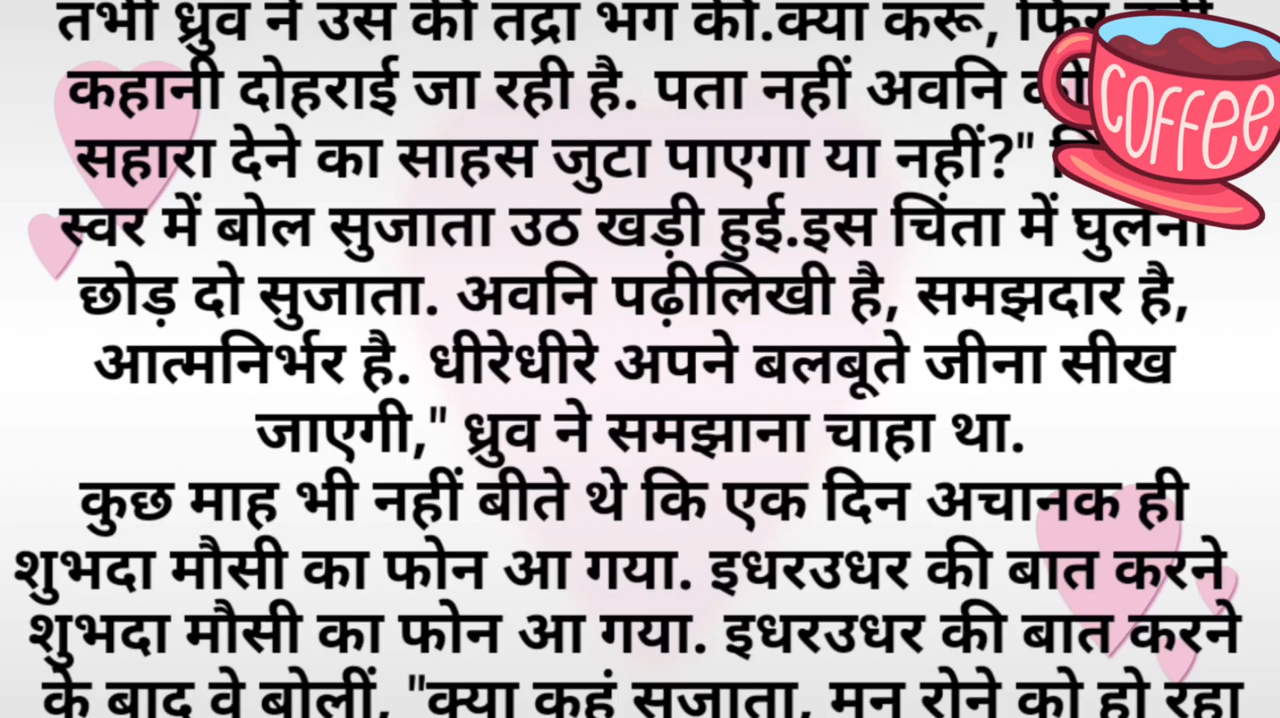 तभी ध्रुव ने उस की तंद्रा भंग की.क्या करूं, फिर
कहानी दोहराई जा रही है. पता नहीं अवनि को
सहारा देने का साहस जुटा पाएगा या नहीं?"
स्वर में बोल सुजाता उठ खड़ी हुई.इस चिंता में घुलना
छोड़ दो सुजाता. अवनि पढ़ीलिखी है, समझदार है,
आत्मनिर्भर है. धीरेधीरे अपने बलबूते जीना सीख
जाएगी," ध्रुव ने समझाना चाहा था.
कुछ माह भी नहीं बीते थे कि एक दिन अचानक ही
शुभदा मौसी का फोन आ गया. इधरउधर की बात करने
शुभदा मौसी का फोन आ गया. इधरउधर की बात करने
के बाद वे बोलीं, "क्या कहूं सुजाता, मन रोने को हो रहा
COFFEE